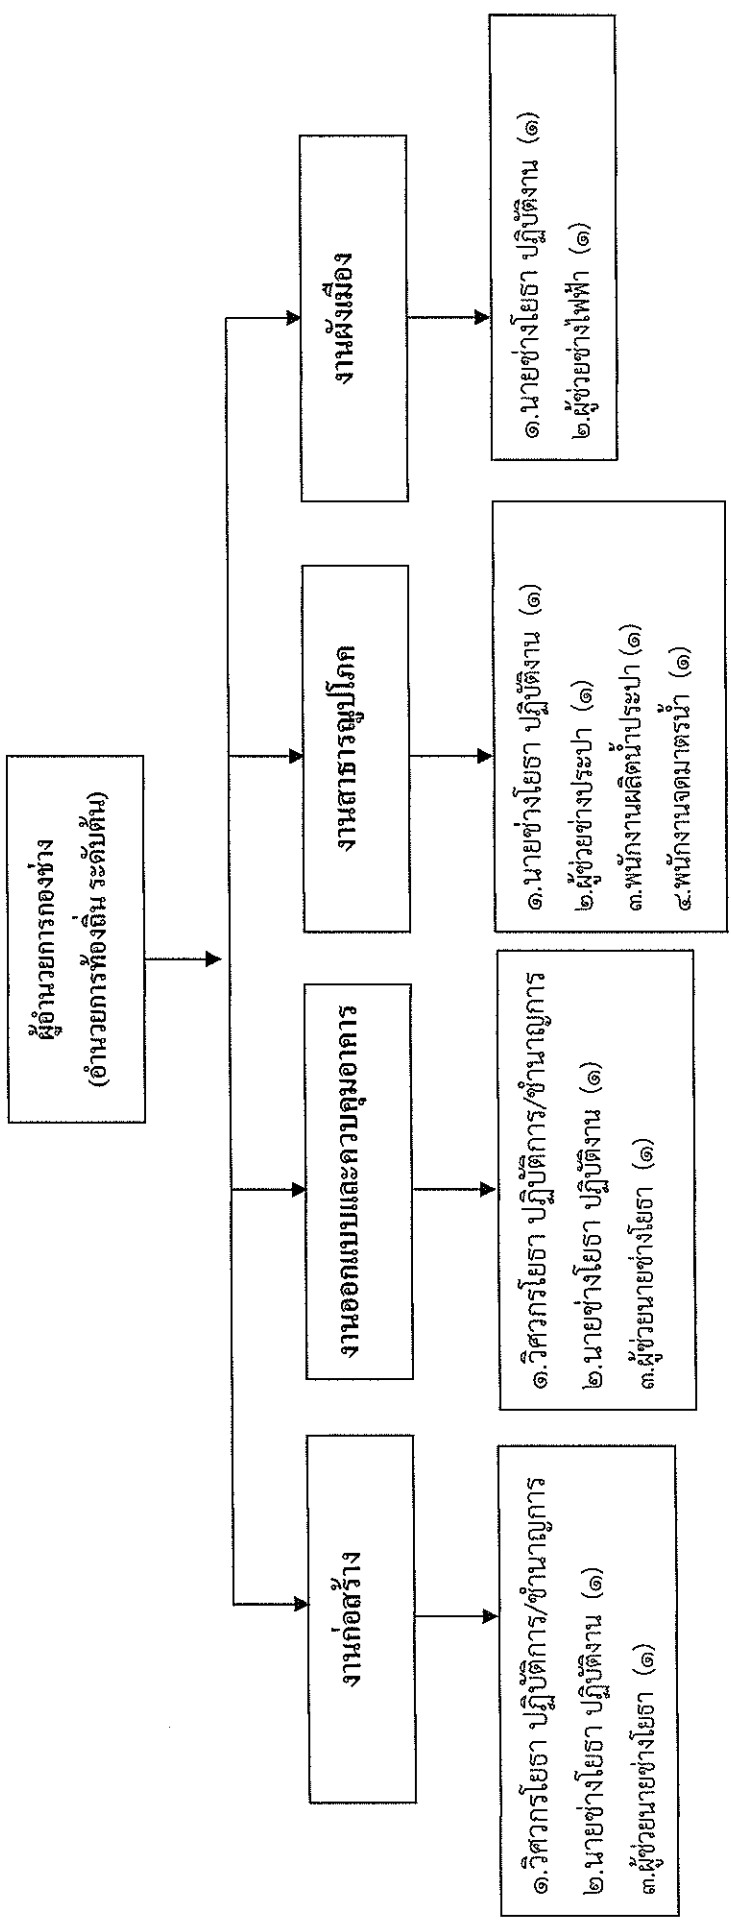 ผู้อำนวยการกองช่าง
(อำนวยการท้องถิ่น ระดับต้น)
งานก่อสร้าง
งานออกแบบและควบคุมอาคาร
งานสาธารณูปโภค
งานผังเมือง
๑.วิศวกรโยธา ปฏิบัติการ/ชำนาญการ
๒.นายช่างโยธา ปฏิบัติงาน (๑)
๓.ผู้ช่วยนายช่างโยธา (๑)
๑.วิศวกรโยธา ปฏิบัติการ/ชำนาญการ
๒.นายช่างโยธา ปฏิบัติงาน (๑)
๓.ผู้ช่วยนายช่างโยธา (๑)
๑.นายช่างโยธา ปฏิบัติงาน (๑)
๒.ผู้ช่วยช่างประปา (๑)
๓.พนักงานผลิตน้ำประปา (๑)
๔.พนักงานจดมาตรน้ำ (๑)
๑.นายช่างโยธา ปฏิบัติงาน (๑)
๒.ผู้ช่วยช่างไฟฟ้า (๑)